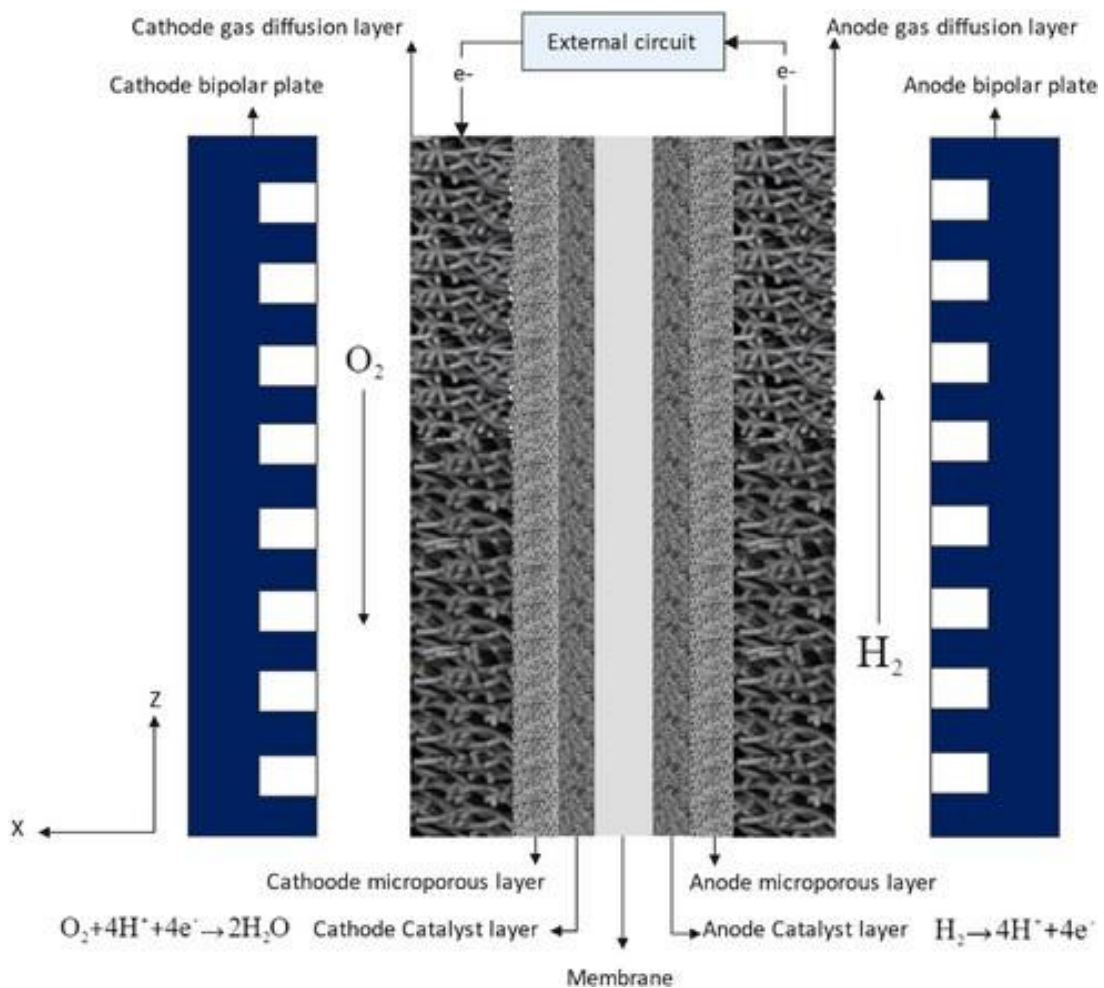 Cathode gas diffusion layer
External circuit
Anode gas diffusion layer
e-
e-
Cathode bipolar plate
Anode bipolar plate
O₂
H₂
Z
X
Cathoode microporous layer
Anode microporous layer
O₂+4H⁺+4e⁻→2H₂O
Cathode Catalyst layer
Anode Catalyst layer
H₂→4H⁺+4e⁻
Membrane